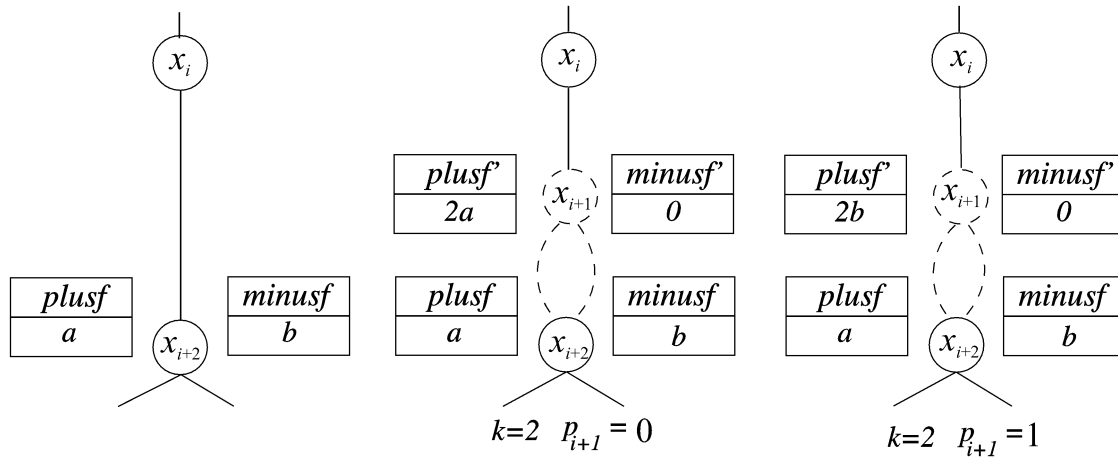 x_i
plusf
a
minusf
b
x_{i+2}
x_i
plusf’
2a
x_{i+1}
minusf’
0
plusf
a
minusf
b
x_{i+2}
k=2 p_{i+1} = 0
x_i
plusf’
2b
x_{i+1}
minusf’
0
plusf
a
minusf
b
x_{i+2}
k=2 p_{i+1} =1